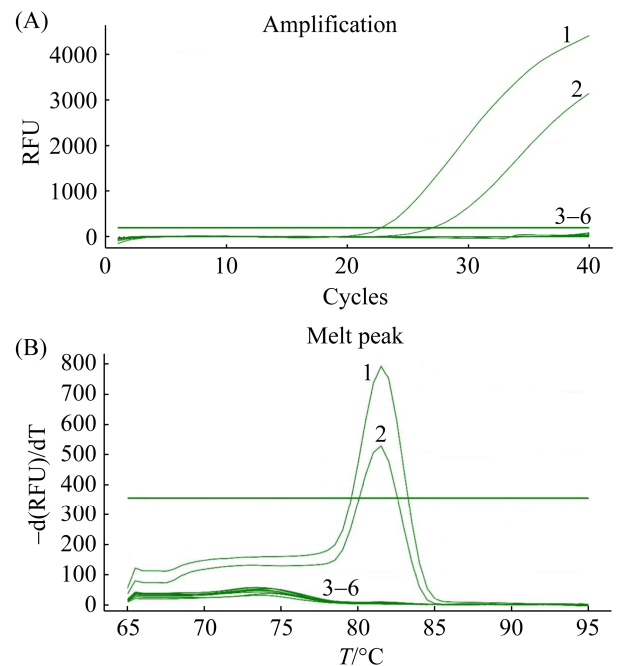 (A)
Amplification
RFU
4000
3000
2000
1000
0
1
2
3−6
0 10 20 30 40
Cycles
(B)
Melt peak
−d(RFU)/dT
800
700
600
500
400
300
200
100
0
1
2
3−6
65 70 75 80 85 90 95
T/°C